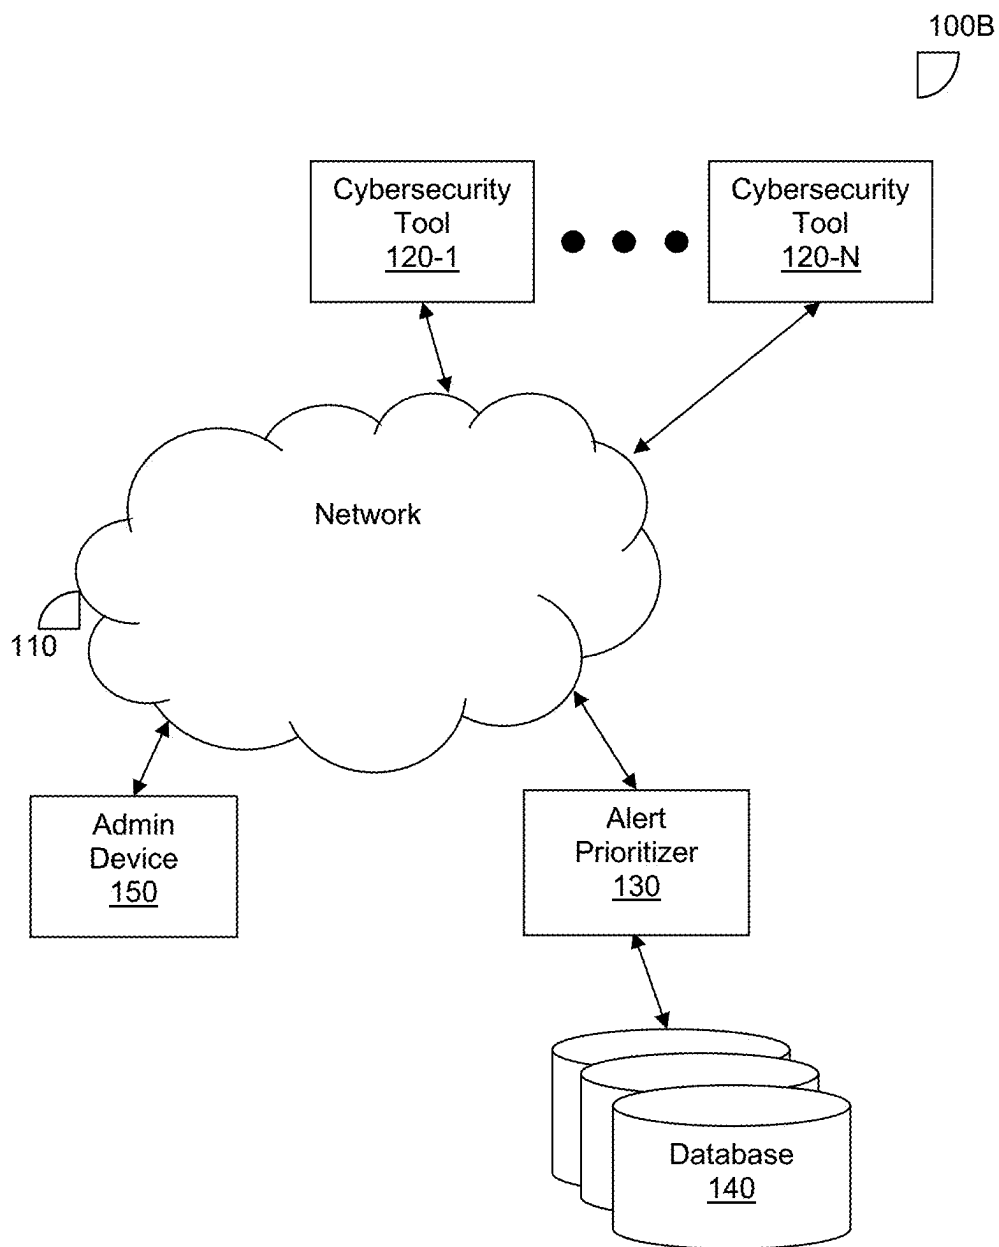 100B
Cybersecurity
Tool
120-1
Cybersecurity
Tool
120-N
Network
110
Admin
Device
150
Alert
Prioritizer
130
Database
140